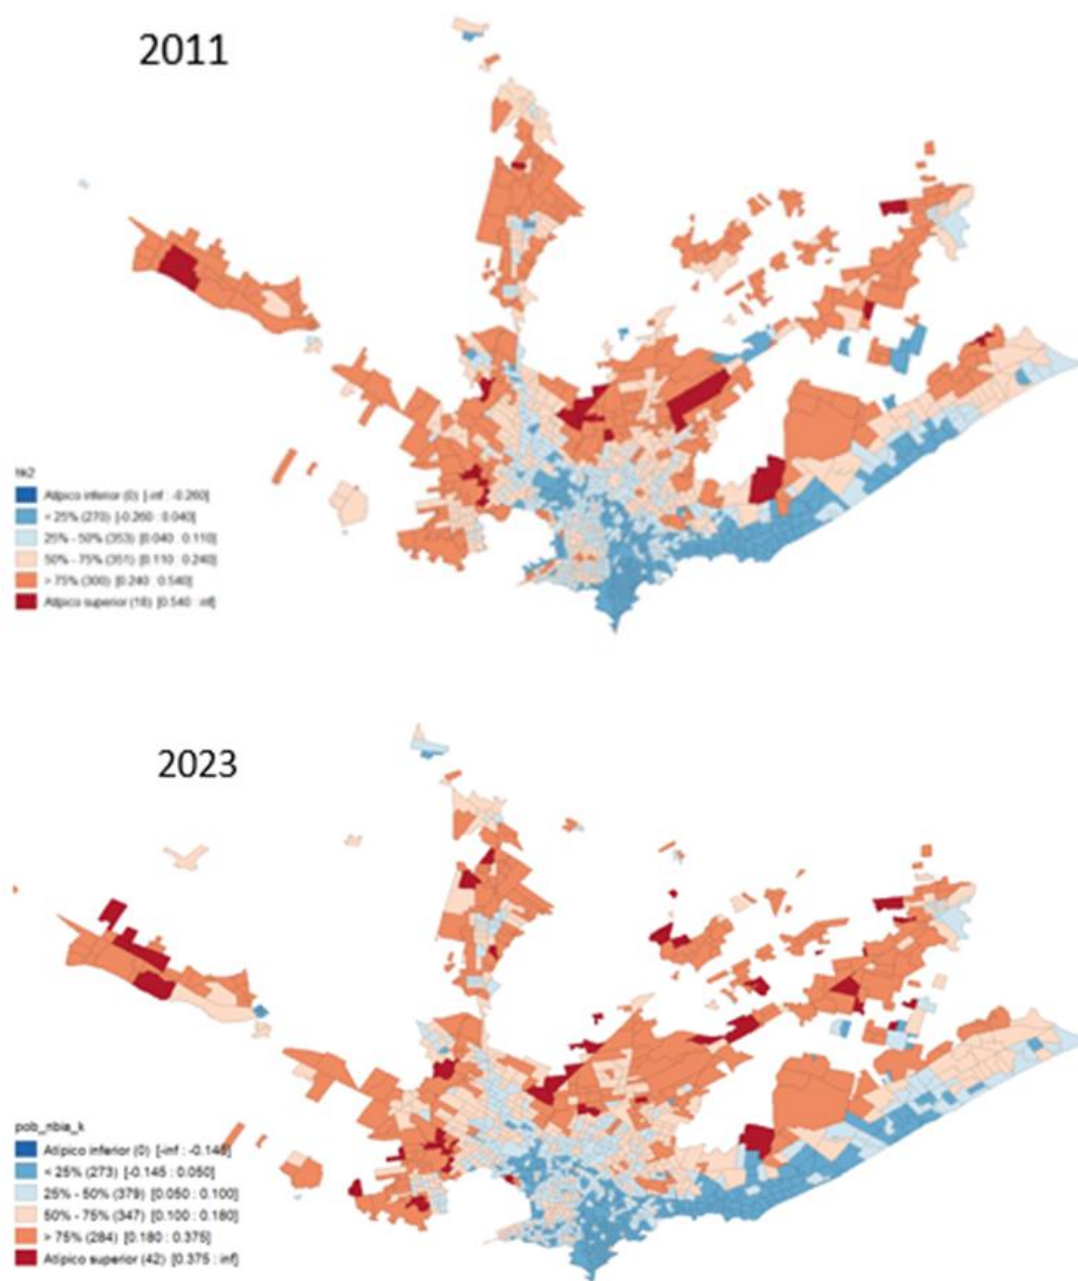 2011
hk2
Atípico inferior (0) [-inf : -0.260]
< 25% (270) [-0.260 : 0.040]
25% - 50% (353) [0.040 : 0.110]
50% - 75% (351) [0.110 : 0.240]
> 75% (300) [0.240 : 0.540]
Atípico superior (18) [0.540 : inf]
2023
pob_nbia_k
Atípico inferior (0) [-inf : -0.145]
< 25% (273) [-0.145 : 0.050]
25% - 50% (379) [0.050 : 0.100]
50% - 75% (347) [0.100 : 0.180]
> 75% (284) [0.180 : 0.375]
Atípico superior (42) [0.375 : inf]